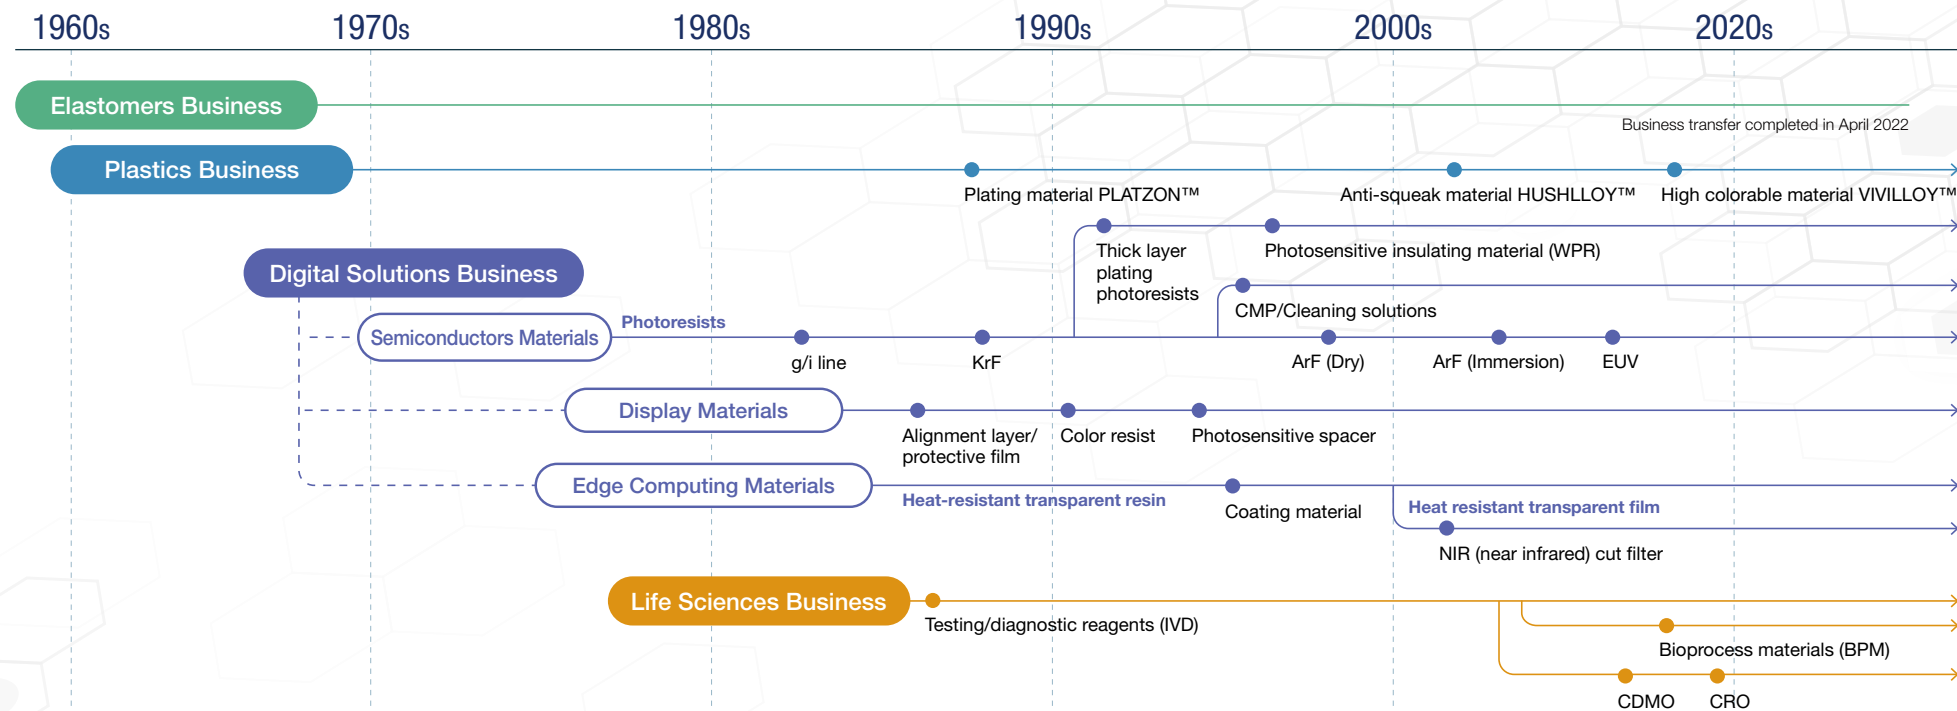 1960s 1970s 1980s 1990s 2000s 2020s
Elastomers Business
Business transfer completed in April 2022
Plastics Business
Plating material PLATZON™ Anti-squeak material HUSHLLOY™ High colorable material VIVILLOY™
Digital Solutions Business
Thick layer
plating
photoresists
Photosensitive insulating material (WPR)
CMP/Cleaning solutions
Semiconductors Materials
Photoresists
g/i line KrF ArF (Dry) ArF (Immersion) EUV
Display Materials
Alignment layer/
protective film
Color resist Photosensitive spacer
Edge Computing Materials
Heat-resistant transparent resin
Coating material
Heat resistant transparent film
NIR (near infrared) cut filter
Life Sciences Business
Testing/diagnostic reagents (IVD)
Bioprocess materials (BPM)
CDMO CRO